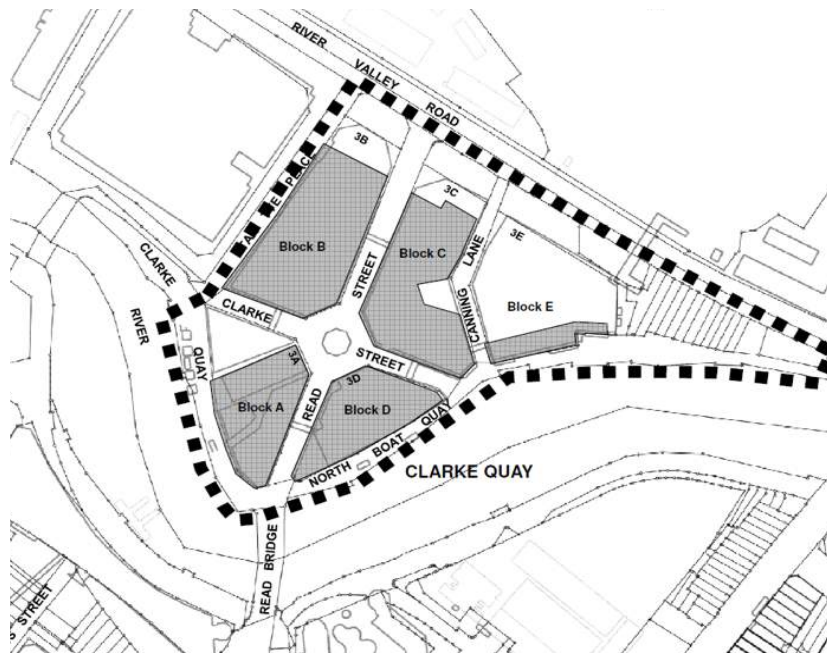 RIVER
VALLEY
ROAD
3B
3C
3E
PLACE
Block B
Block C
Block E
STREET
LANE
CANNING
CLARKE
QUAY
RIVER
CLARKE
STREET
3A
3D
READ
Block A
Block D
NORTH
BOAT
QUAY
CLARKE QUAY
READ BRIDGE
STREET